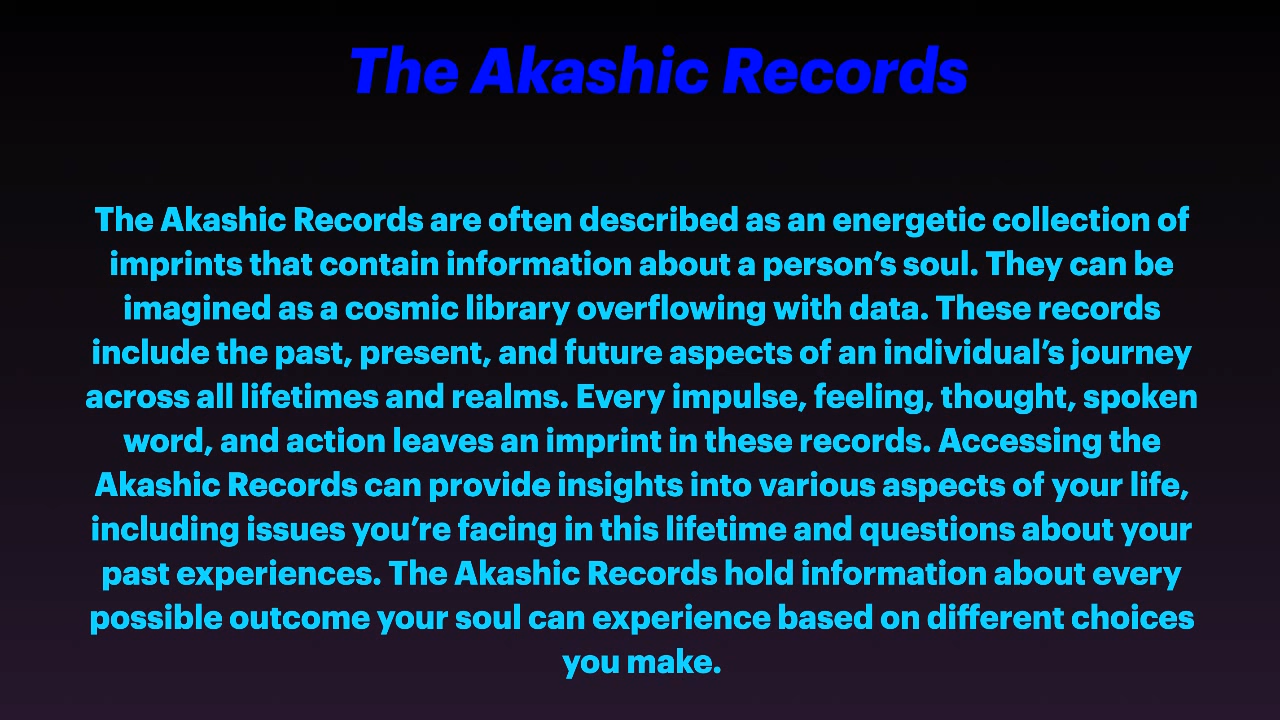 The Akashic Records
The Akashic Records are often described as an energetic collection of
imprints that contain information about a person’s soul. They can be
imagined as a cosmic library overflowing with data. These records
include the past, present, and future aspects of an individual’s journey
across all lifetimes and realms. Every impulse, feeling, thought, spoken
word, and action leaves an imprint in these records. Accessing the
Akashic Records can provide insights into various aspects of your life,
including issues you’re facing in this lifetime and questions about your
past experiences. The Akashic Records hold information about every
possible outcome your soul can experience based on different choices
you make.